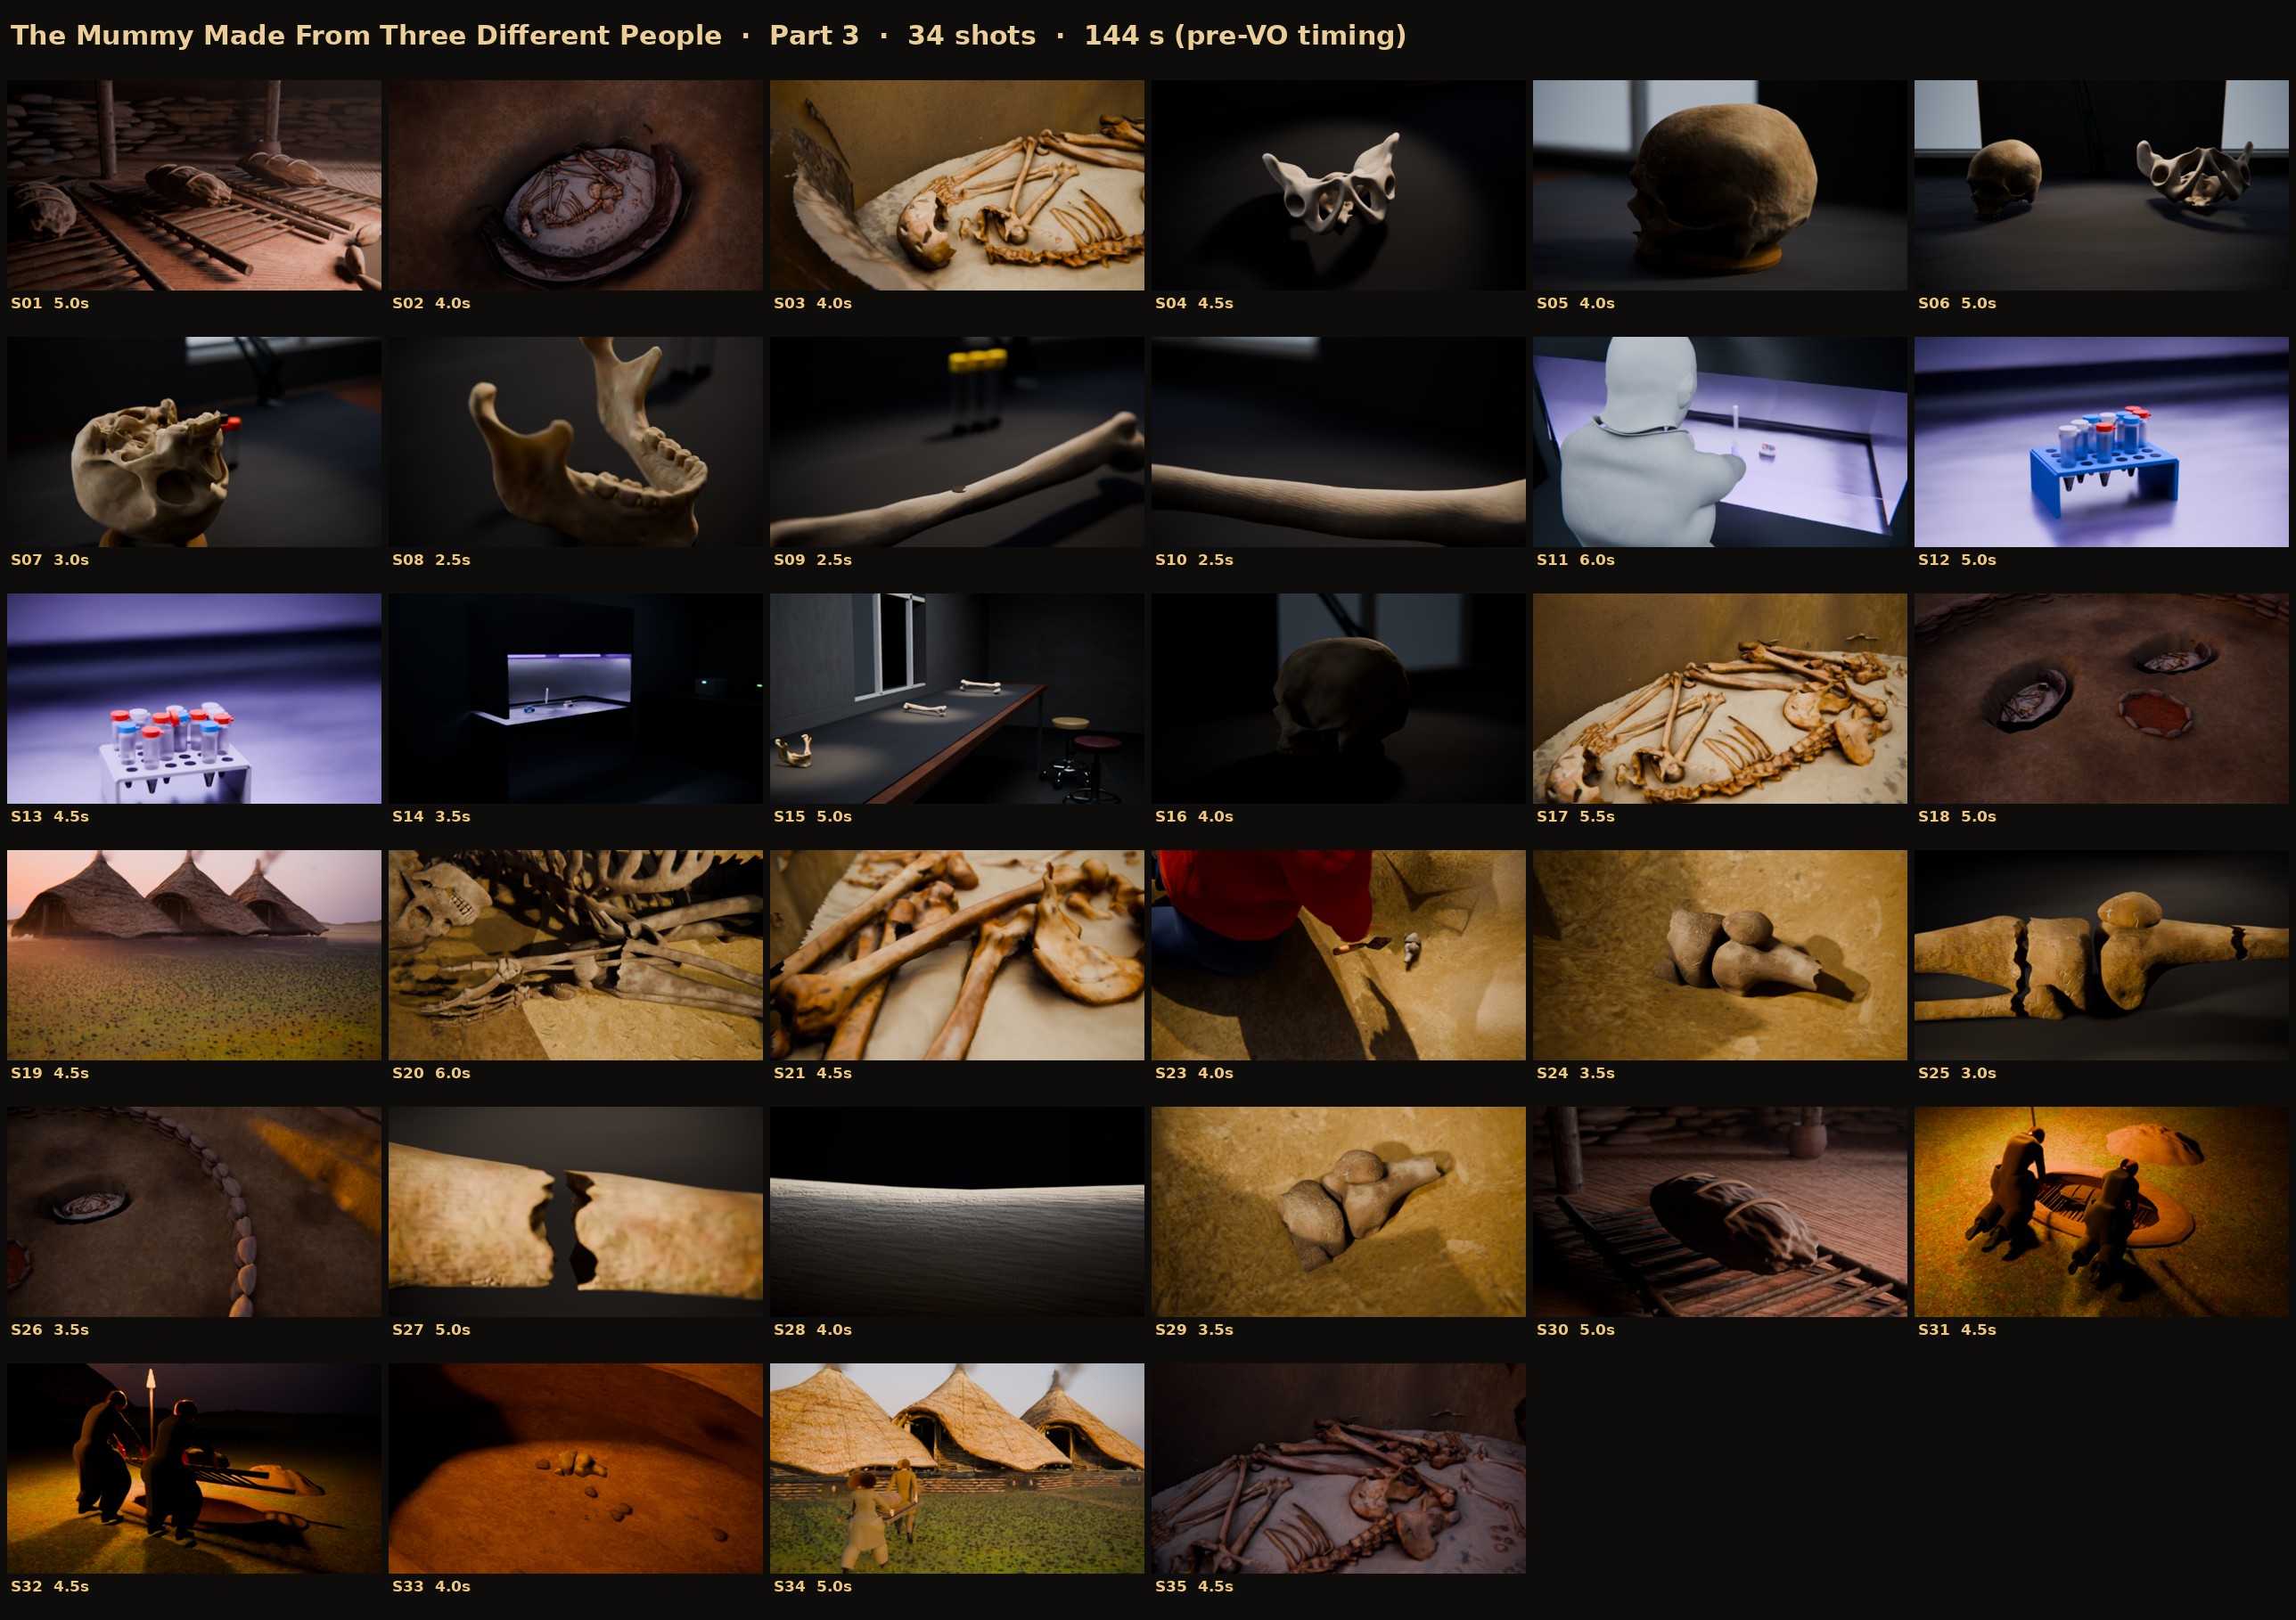 The Mummy Made From Three Different People · Part 3 · 34 shots · 144 s (pre-VO timing)
S01 5.0s
S02 4.0s
S03 4.0s
S04 4.5s
S05 4.0s
S06 5.0s
S07 3.0s
S08 2.5s
S09 2.5s
S10 2.5s
S11 6.0s
S12 5.0s
S13 4.5s
S14 3.5s
S15 5.0s
S16 4.0s
S17 5.5s
S18 5.0s
S19 4.5s
S20 6.0s
S21 4.5s
S23 4.0s
S24 3.5s
S25 3.0s
S26 3.5s
S27 5.0s
S28 4.0s
S29 3.5s
S30 5.0s
S31 4.5s
S32 4.5s
S33 4.0s
S34 5.0s
S35 4.5s